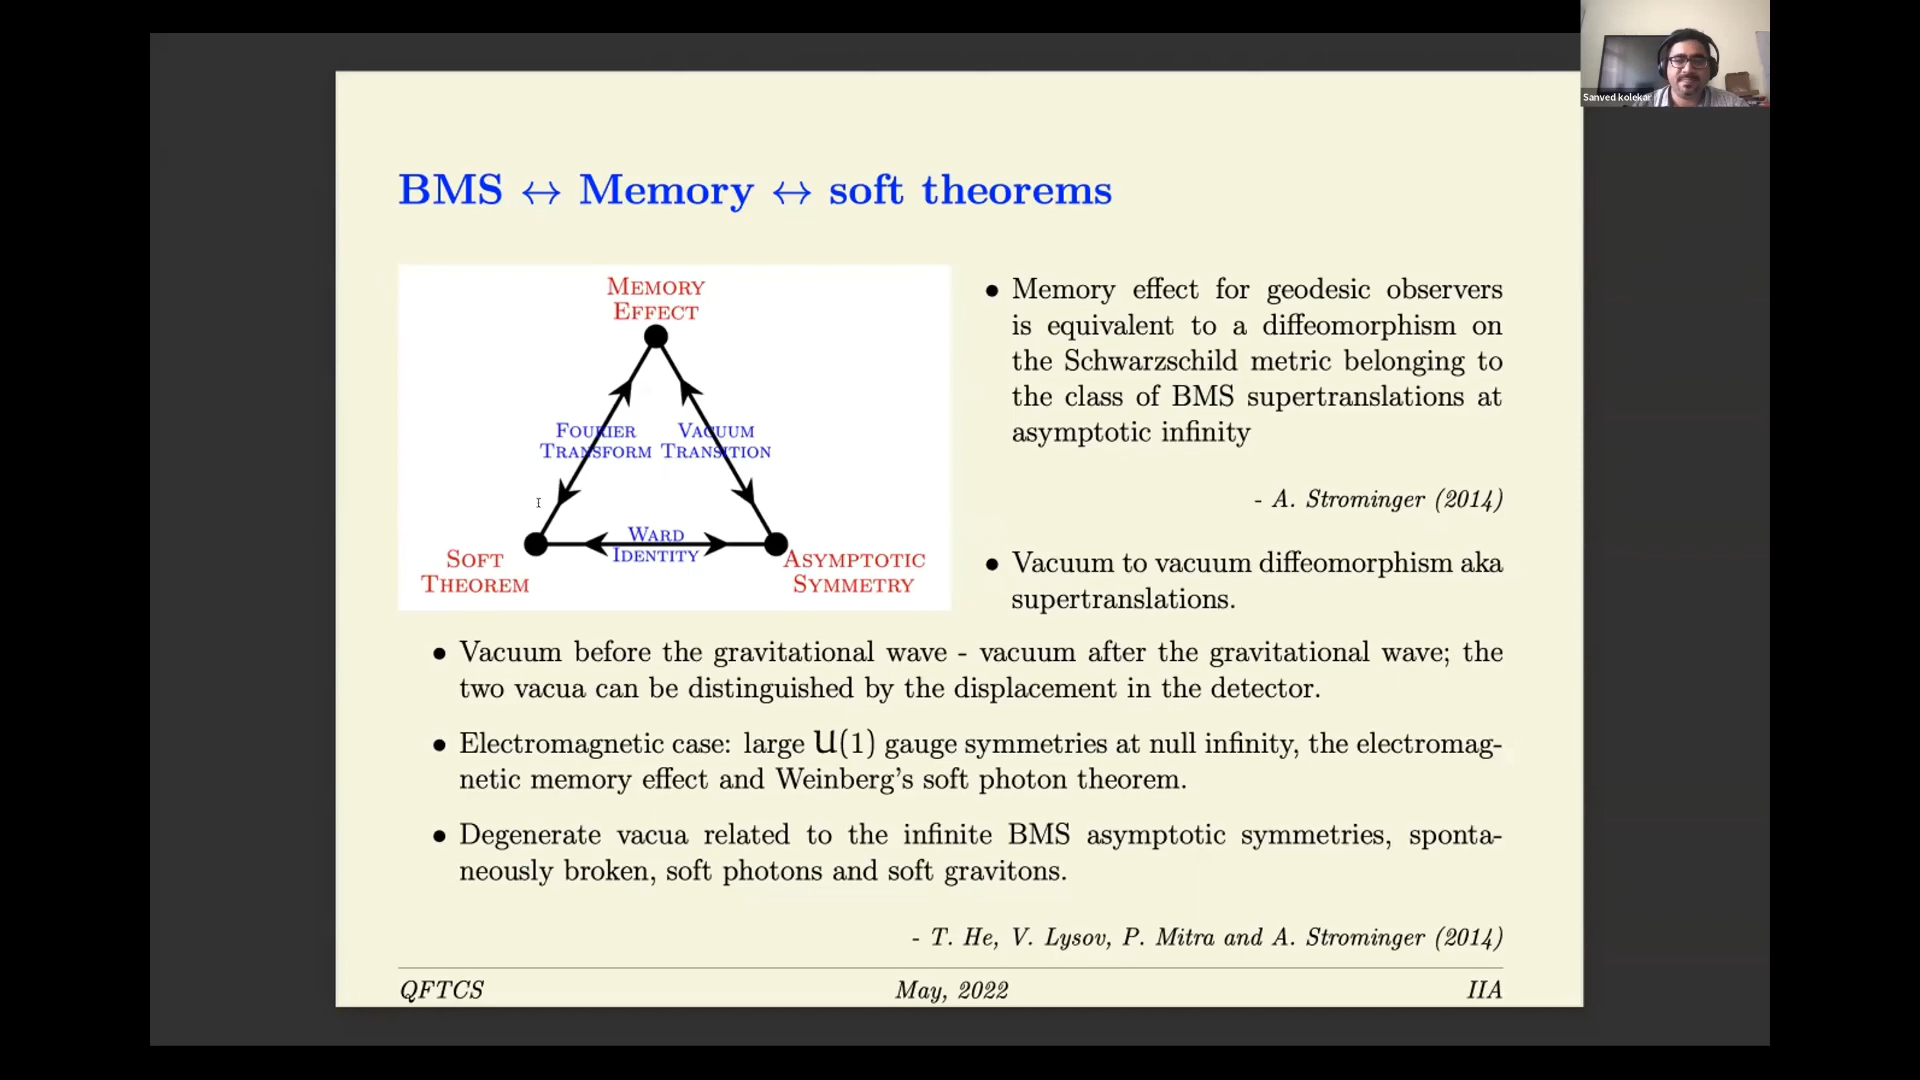 Sanved kolekar
BMS ↔ Memory ↔ soft theorems
MEMORY
EFFECT
FOURIER
TRANSFORM
VACUUM
TRANSITION
WARD
IDENTITY
SOFT
THEOREM
ASYMPTOTIC
SYMMETRY
• Memory effect for geodesic observers
is equivalent to a diffeomorphism on
the Schwarzschild metric belonging to
the class of BMS supertranslations at
asymptotic infinity
- A. Strominger (2014)
• Vacuum to vacuum diffeomorphism aka
supertranslations.
• Vacuum before the gravitational wave - vacuum after the gravitational wave; the
two vacua can be distinguished by the displacement in the detector.
• Electromagnetic case: large U(1) gauge symmetries at null infinity, the electromag-
netic memory effect and Weinberg's soft photon theorem.
• Degenerate vacua related to the infinite BMS asymptotic symmetries, sponta-
neously broken, soft photons and soft gravitons.
- T. He, V. Lysov, P. Mitra and A. Strominger (2014)
QFTCS May, 2022 IIA